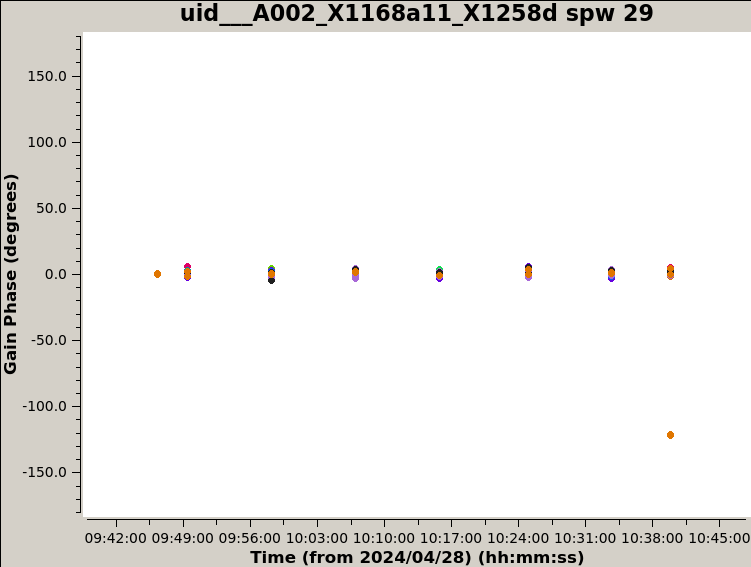 uid___A002_X1168a11_X1258d spw 29
150.0
100.0
50.0
0.0
-50.0
-100.0
-150.0
Gain Phase (degrees)
09:42:00 09:49:00 09:56:00 10:03:00 10:10:00 10:17:00 10:24:00 10:31:00 10:38:00 10:45:00
Time (from 2024/04/28) (hh:mm:ss)